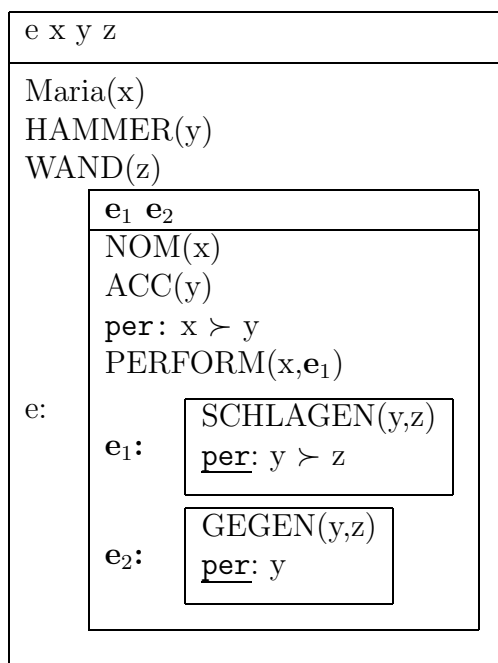 e x y z
Maria(x)
HAMMER(y)
WAND(z)
e₁ e₂
NOM(x)
ACC(y)
per: x ≻ y
PERFORM(x,e₁)
e:
SCHLAGEN(y,z)
e₁:
per: y ≻ z
GEGEN(y,z)
e₂:
per: y